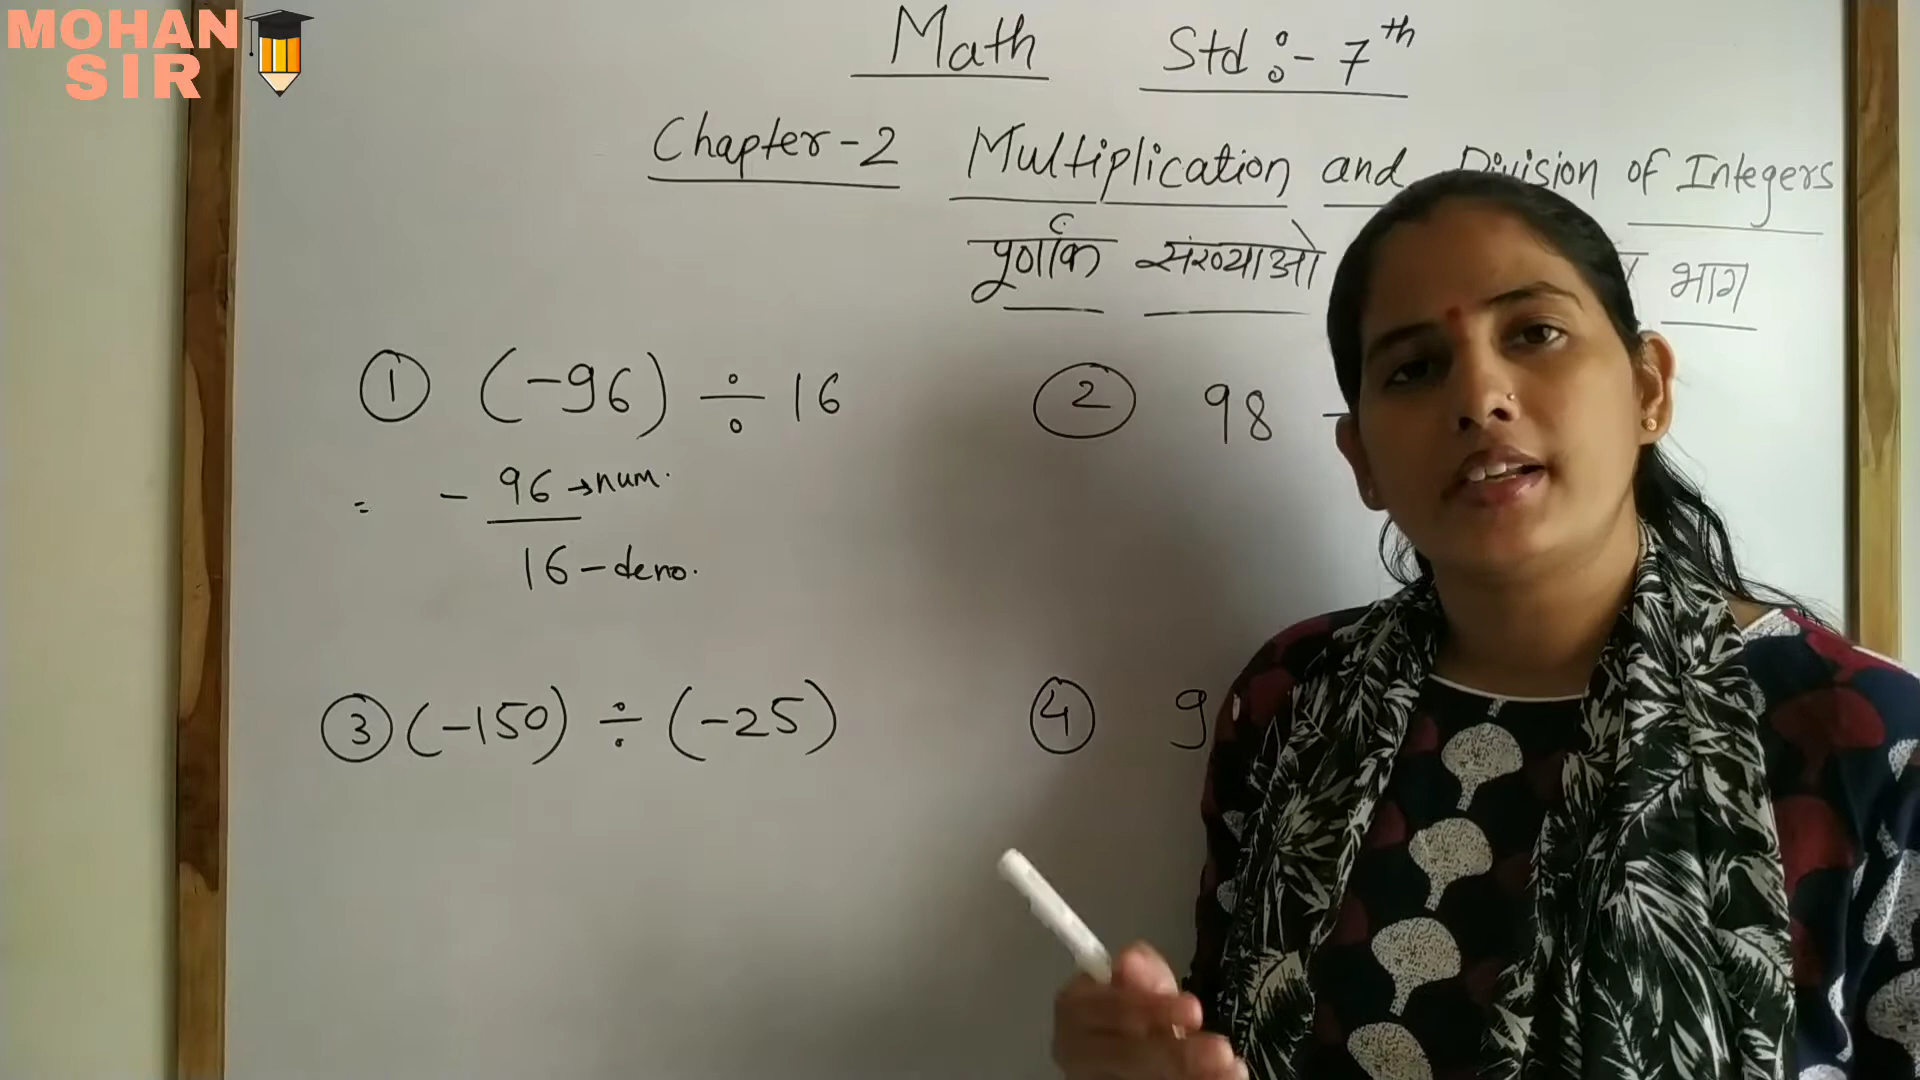 MOHAN
SIR
Math Std :- 7th
Chapter-2 Multiplication and Division of Integers
पूर्णांक संख्याओ भाग
① (-96) ÷ 16
② 98
= - 96 →num.
16 -deno.
③ (-150) ÷ (-25)
④ 9